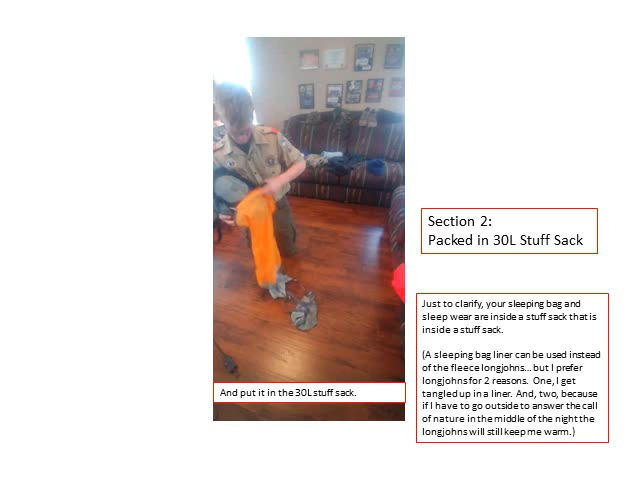 Section 2:
Packed in 30L Stuff Sack
Just to clarify, your sleeping bag and
sleep wear are inside a stuff sack that is
inside a stuff sack.
(A sleeping bag liner can be used instead
of the fleece longjohns... but I prefer
longjohns for 2 reasons. One, I get
tangled up in a liner. And, two, because
if I have to go outside to answer the call
of nature in the middle of the night the
longjohns will still keep me warm.)
And put it in the 30L stuff sack.